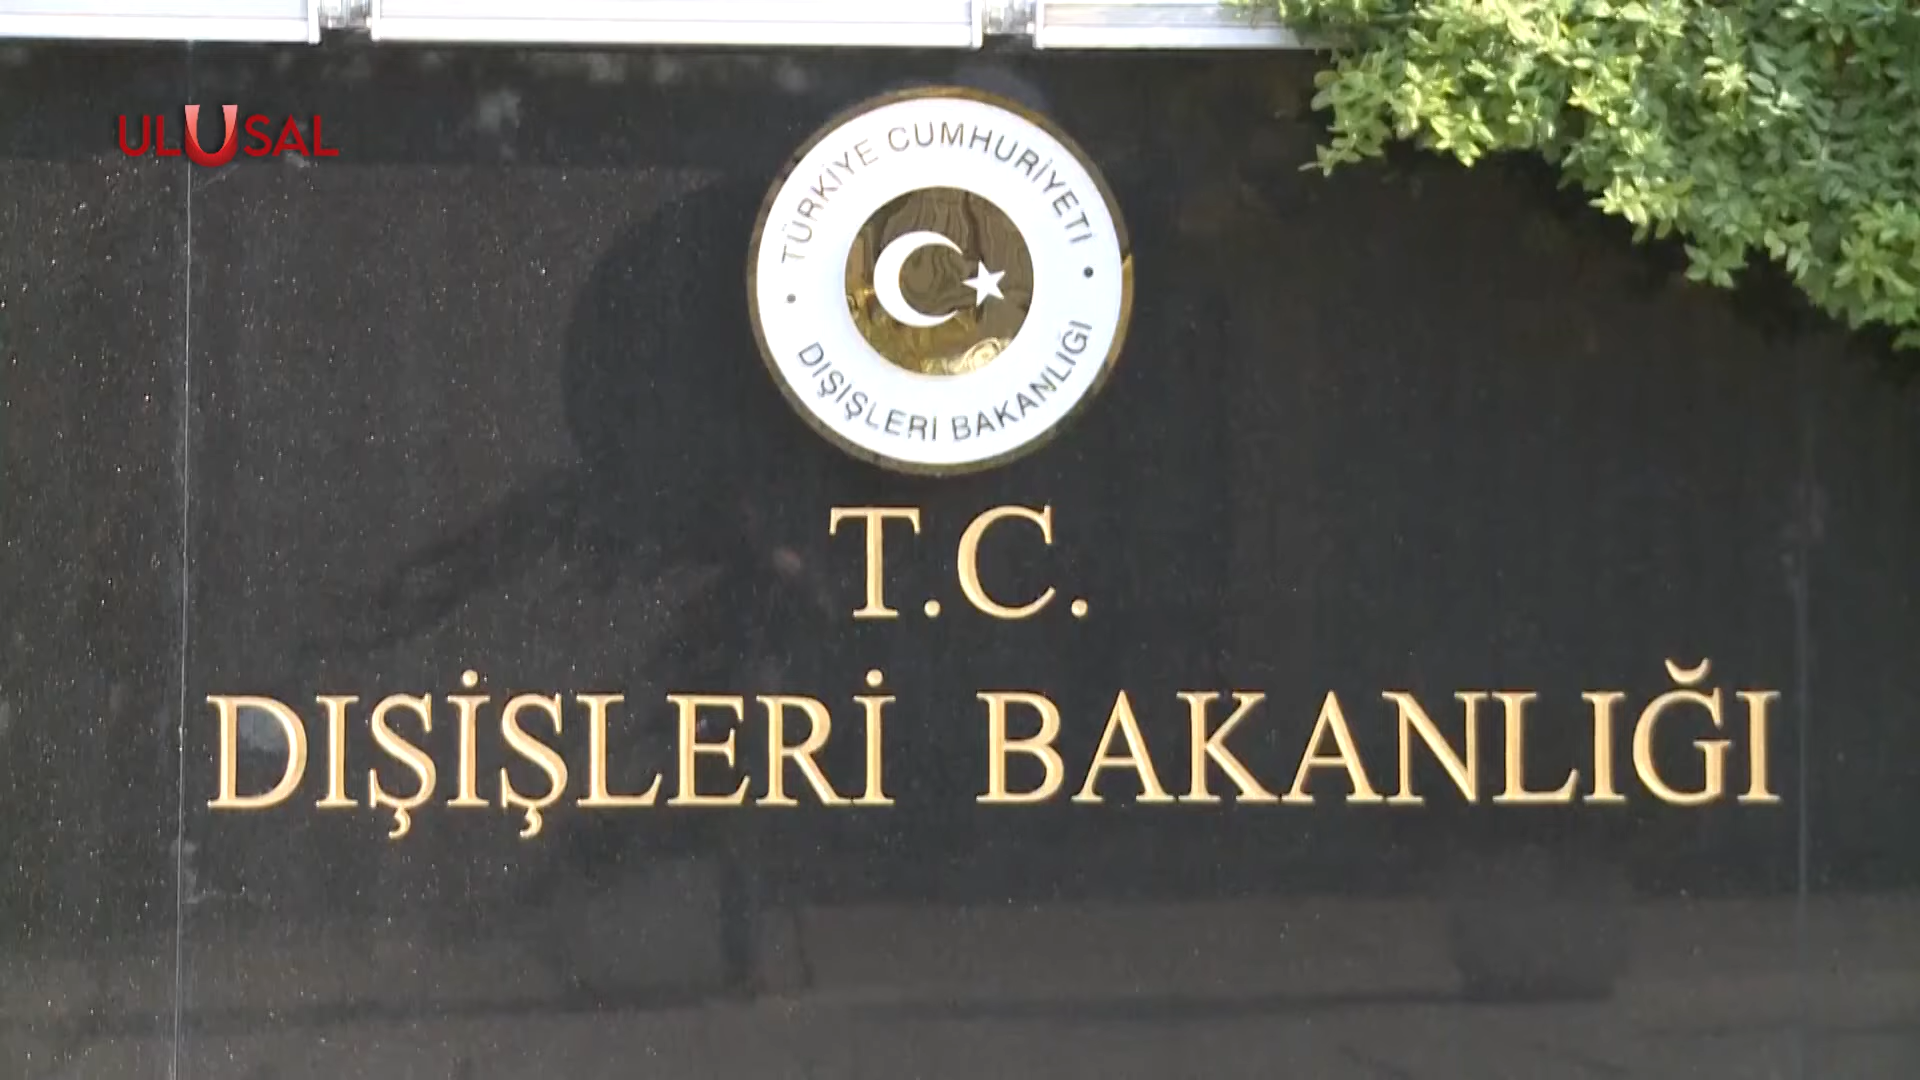 ULUSAL
TÜRKİYE CUMHURİYETİ
DIŞİŞLERİ BAKANLIĞI
T.C.
DIŞİŞLERİ BAKANLIĞI